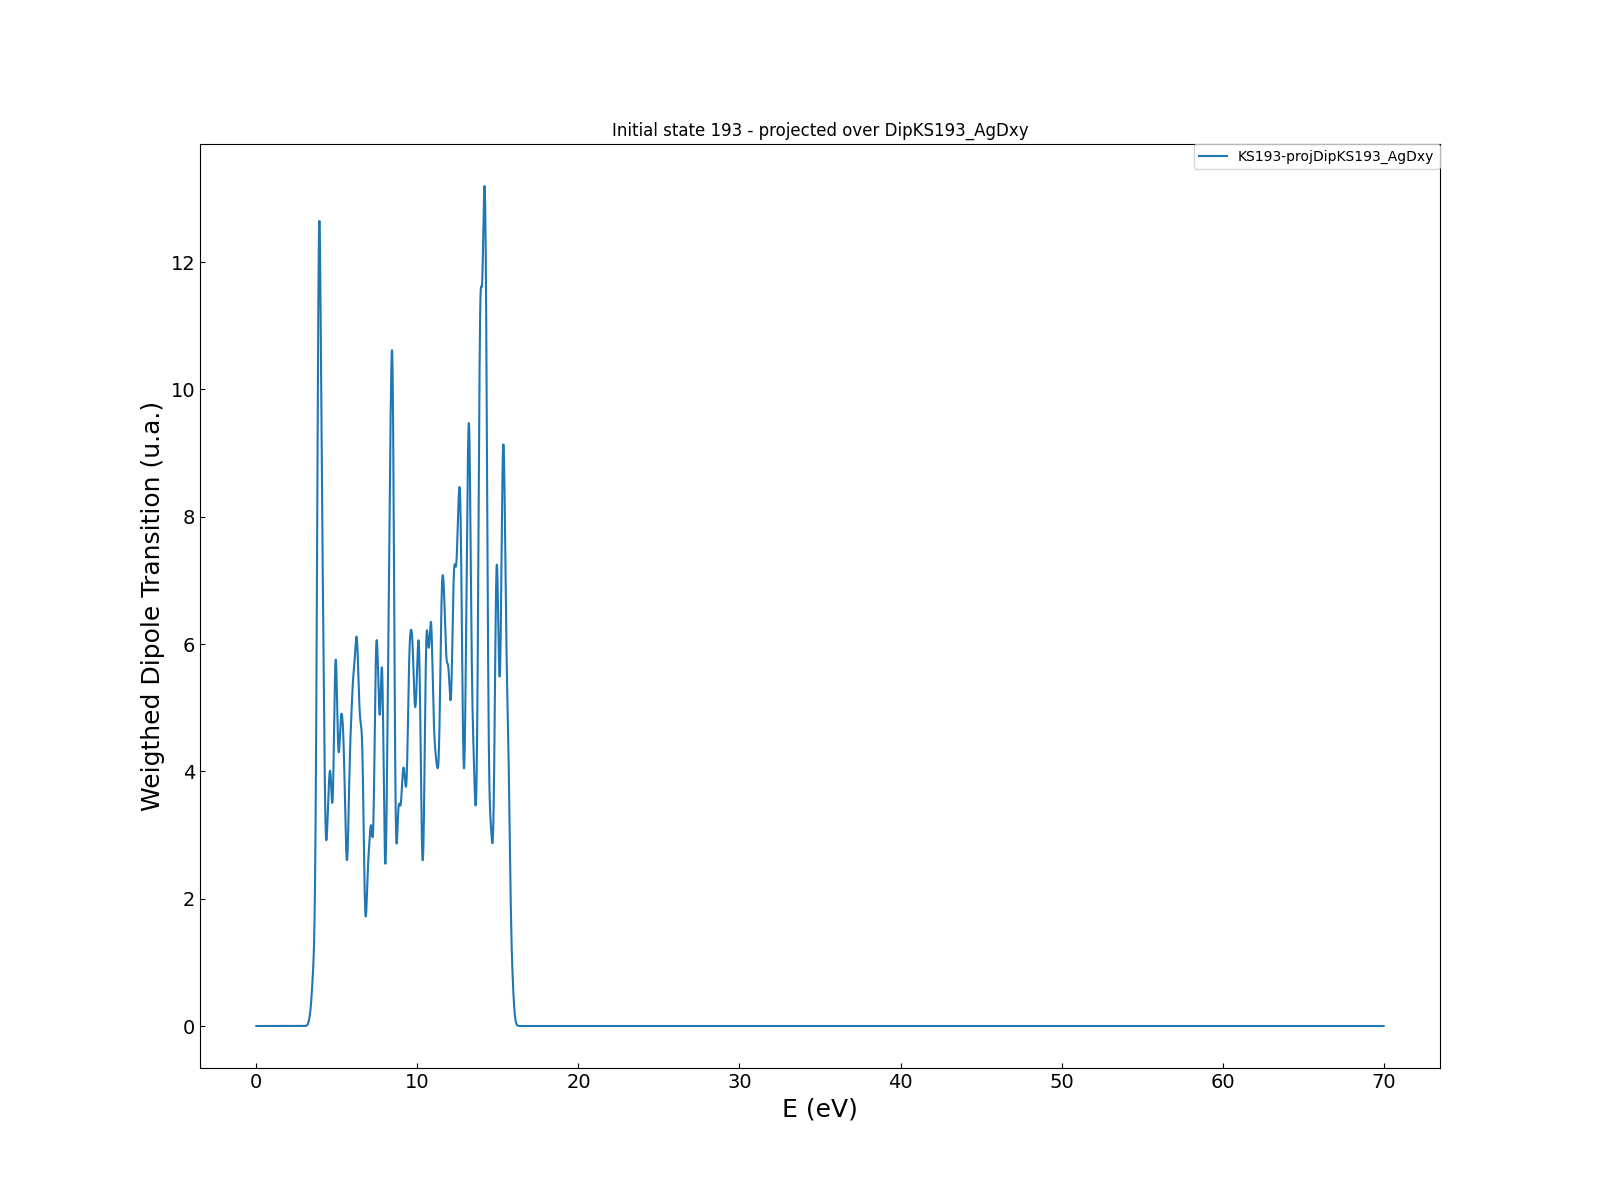 Initial state 193 - projected over DipKS193_AgDxy
KS193-projDipKS193_AgDxy
Weigthed Dipole Transition (u.a.)
12
10
8
6
4
2
0
0 10 20 30 40 50 60 70
E (eV)